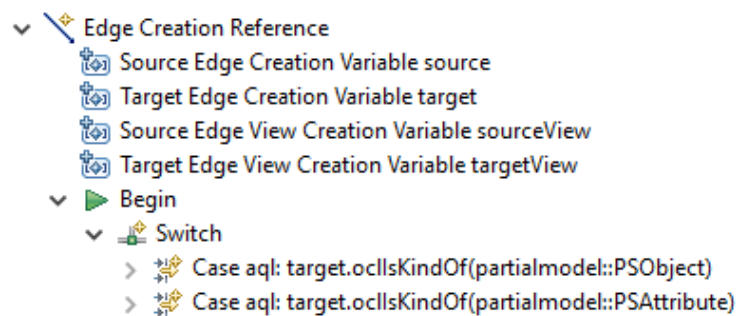 Edge Creation Reference
Source Edge Creation Variable source
Target Edge Creation Variable target
Source Edge View Creation Variable sourceView
Target Edge View Creation Variable targetView
Begin
Switch
Case aql: target.oclIsKindOf(partialmodel::PSObject)
Case aql: target.oclIsKindOf(partialmodel::PSAttribute)